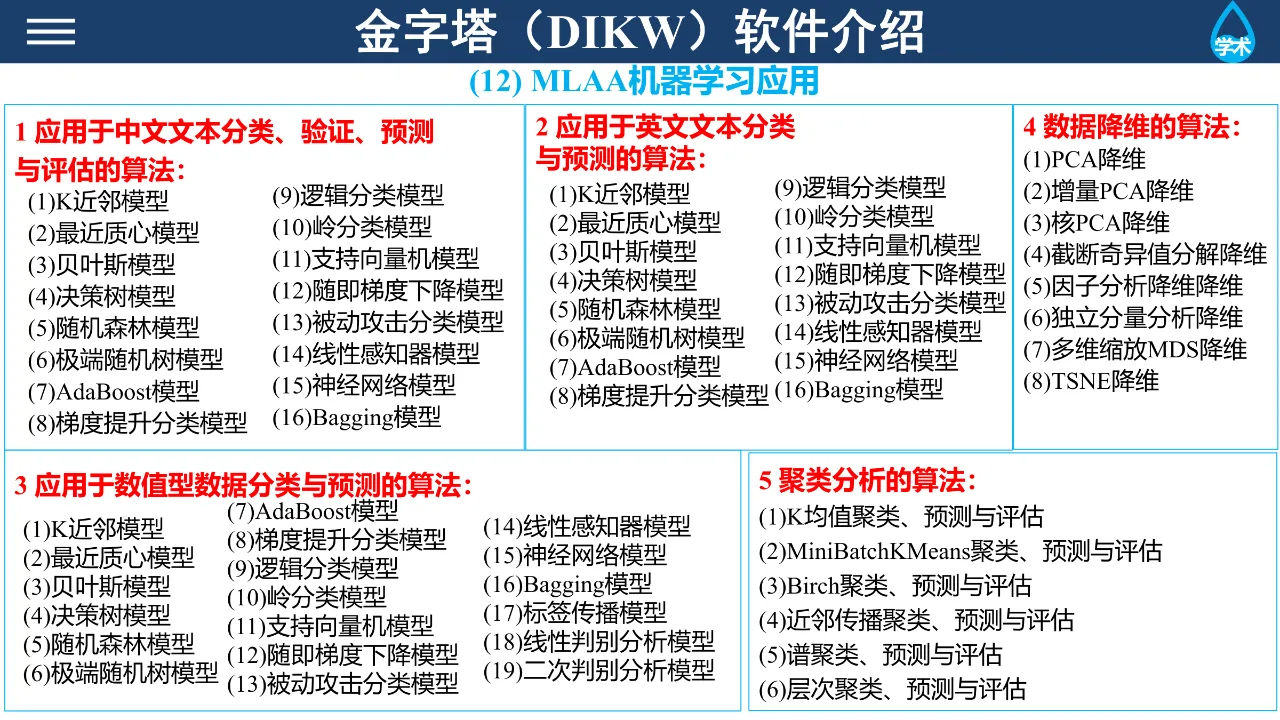 金字塔（DIKW）软件介绍
学术
(12) MLAA机器学习应用
1 应用于中文文本分类、验证、预测
与评估的算法：
(1)K近邻模型
(2)最近质心模型
(3)贝叶斯模型
(4)决策树模型
(5)随机森林模型
(6)极端随机树模型
(7)AdaBoost模型
(8)梯度提升分类模型
(9)逻辑分类模型
(10)岭分类模型
(11)支持向量机模型
(12)随即梯度下降模型
(13)被动攻击分类模型
(14)线性感知器模型
(15)神经网络模型
(16)Bagging模型
2 应用于英文文本分类
与预测的算法：
(1)K近邻模型
(2)最近质心模型
(3)贝叶斯模型
(4)决策树模型
(5)随机森林模型
(6)极端随机树模型
(7)AdaBoost模型
(8)梯度提升分类模型
(9)逻辑分类模型
(10)岭分类模型
(11)支持向量机模型
(12)随即梯度下降模型
(13)被动攻击分类模型
(14)线性感知器模型
(15)神经网络模型
(16)Bagging模型
4 数据降维的算法：
(1)PCA降维
(2)增量PCA降维
(3)核PCA降维
(4)截断奇异值分解降维
(5)因子分析降维降维
(6)独立分量分析降维
(7)多维缩放MDS降维
(8)TSNE降维
3 应用于数值型数据分类与预测的算法：
(1)K近邻模型
(2)最近质心模型
(3)贝叶斯模型
(4)决策树模型
(5)随机森林模型
(6)极端随机树模型
(7)AdaBoost模型
(8)梯度提升分类模型
(9)逻辑分类模型
(10)岭分类模型
(11)支持向量机模型
(12)随即梯度下降模型
(13)被动攻击分类模型
(14)线性感知器模型
(15)神经网络模型
(16)Bagging模型
(17)标签传播模型
(18)线性判别分析模型
(19)二次判别分析模型
5 聚类分析的算法：
(1)K均值聚类、预测与评估
(2)MiniBatchKMeans聚类、预测与评估
(3)Birch聚类、预测与评估
(4)近邻传播聚类、预测与评估
(5)谱聚类、预测与评估
(6)层次聚类、预测与评估